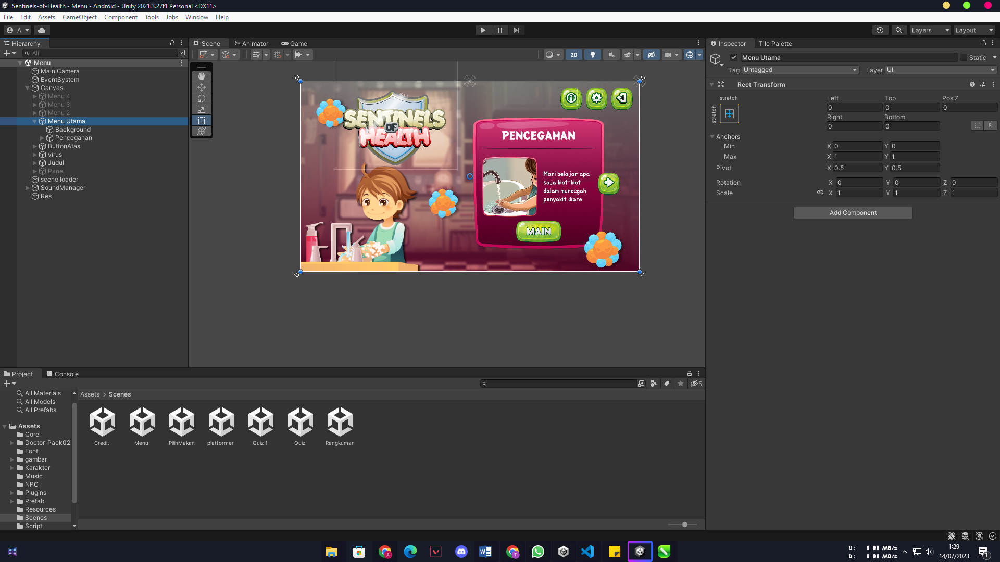 Sentinels-of-Health - Menu - Android - Unity 2021.3.27f1 Personal <DX11>
File Edit Assets GameObject Component Tools Jobs Window Help
A
Layers Layout
Hierarchy
All
Menu
Main Camera
EventSystem
Canvas
Menu 4
Menu 3
Menu 2
Menu Utama
Background
Pencegahan
ButtonAtas
virus
Judul
Panel
scene loader
SoundManager
Res
Scene Animator Game
2D
SENTINELS
OF
HEALTH
PENCEGAHAN
Mari belajar apa
saja kiat-kiat
dalam mencegah
penyakit diare
MAIN
Inspector Tile Palette
Menu Utama Static
Tag Untagged Layer UI
Rect Transform
stretch Left Top Pos Z
stretch 0 0 0
Right Bottom
0 0 R
Anchors
Min X 0 Y 0
Max X 1 Y 1
Pivot X 0.5 Y 0.5
Rotation X 0 Y 0 Z 0
Scale X 1 Y 1 Z 1
Add Component
Project Console
5
All Materials
All Models
All Prefabs
Assets
Corel
Doctor_Pack02
Font
gambar
Karakter
Music
NPC
Plugins
Prefab
Resources
Scenes
Script
Assets > Scenes
Credit Menu PilihMakan platformer Quiz 1 Quiz Rangkuman
U: 0.00 MB/s
D: 0.00 MB/s
1:29
14/07/2023
1